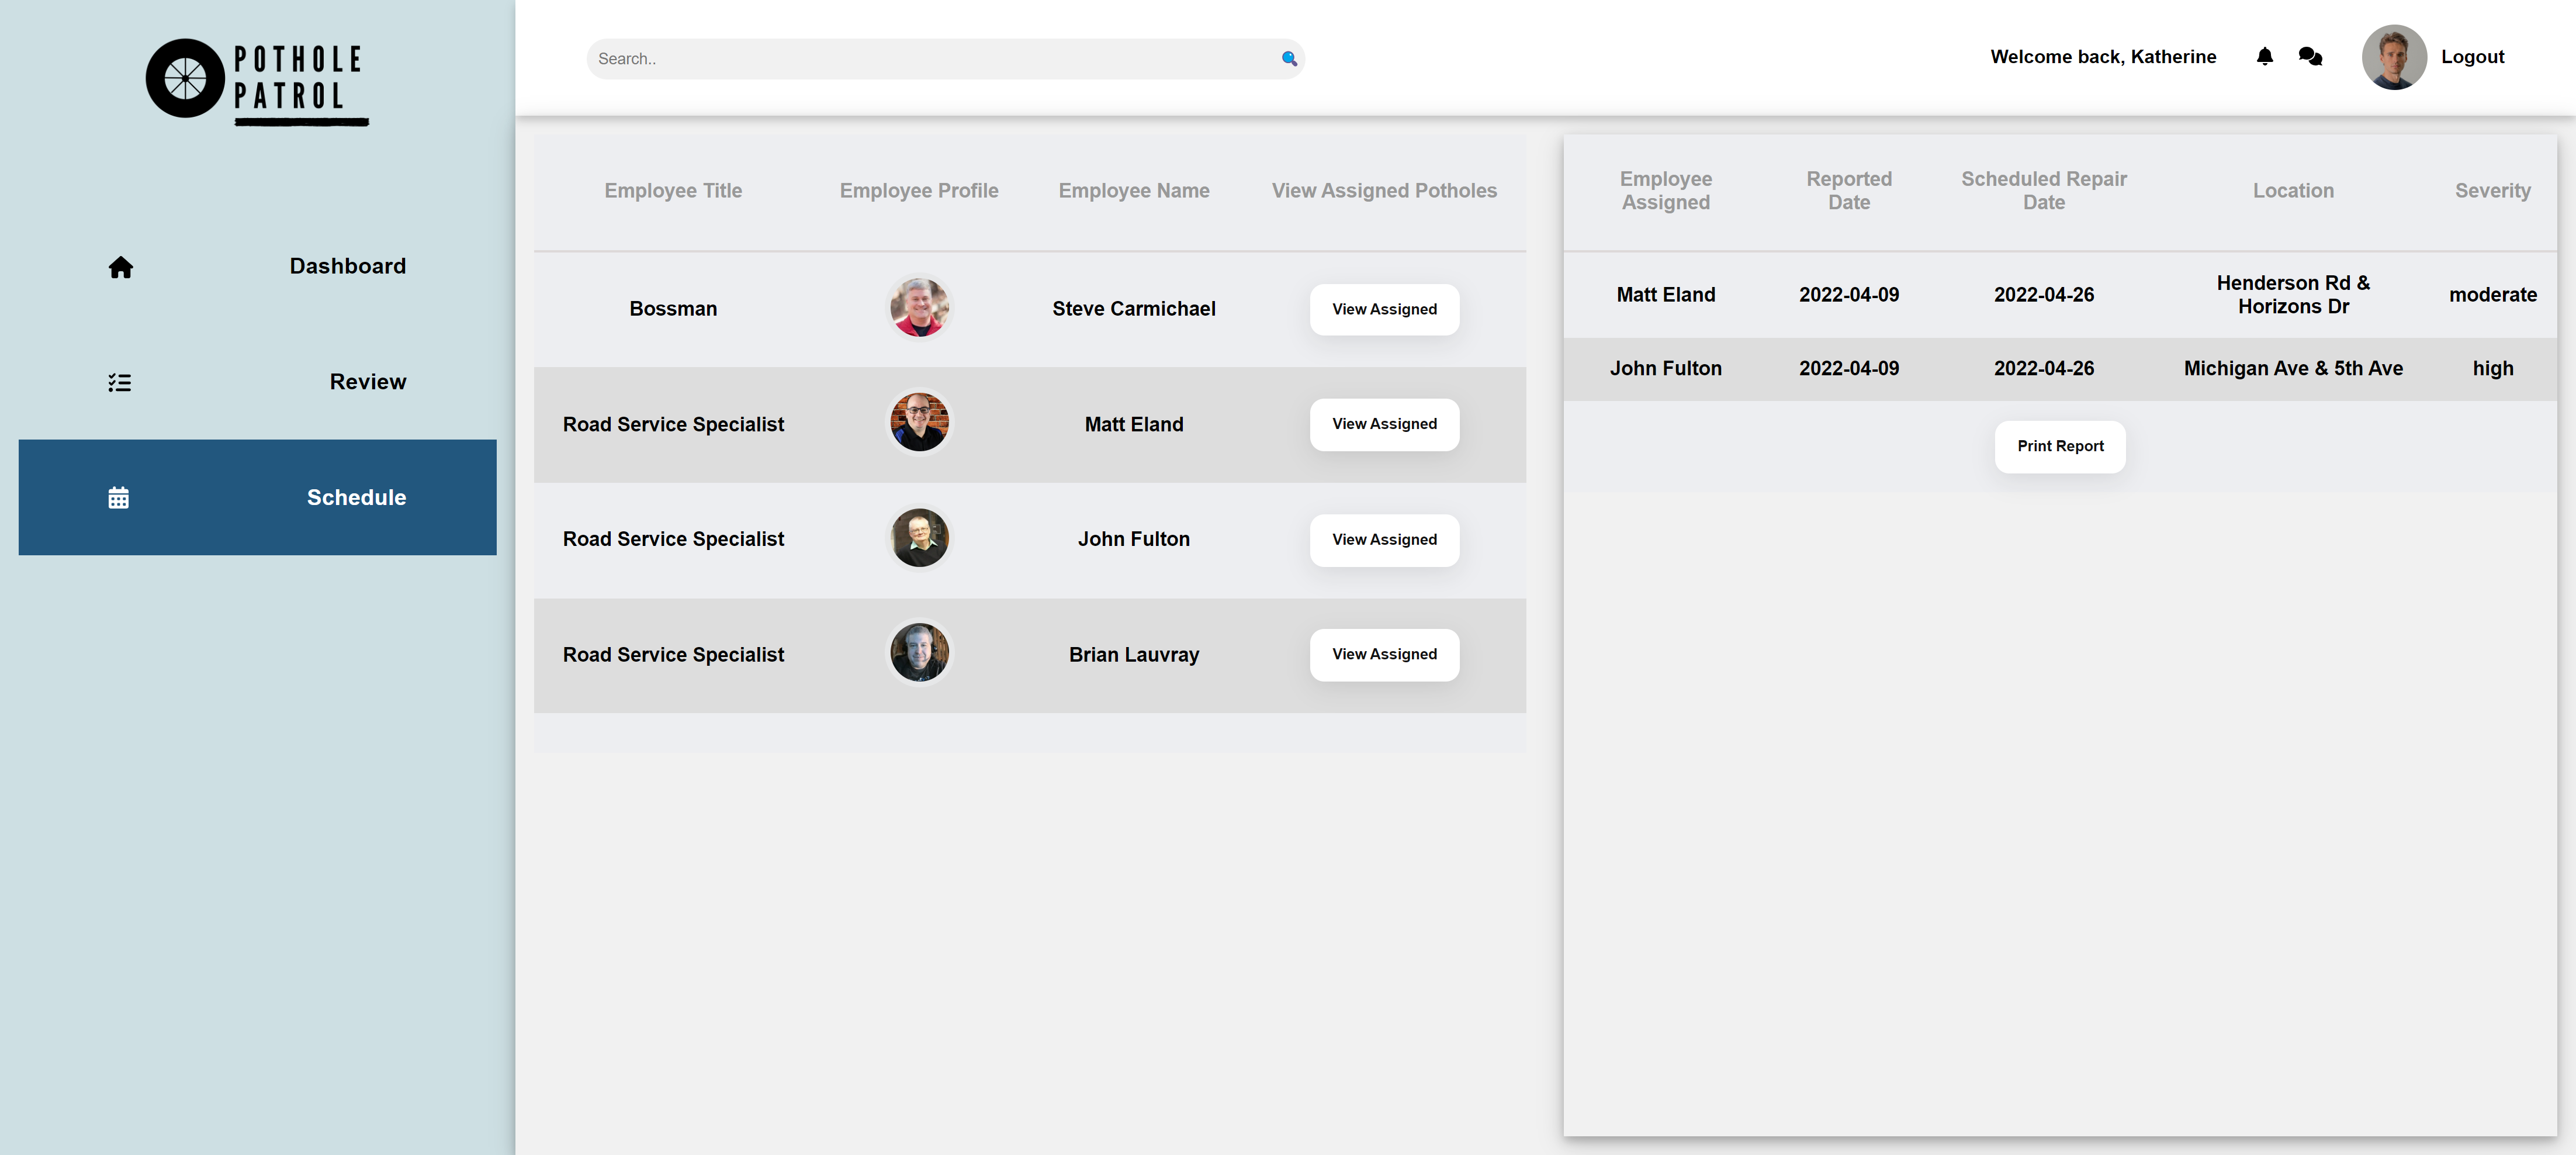 POTHOLE
PATROL
Search..
Welcome back, Katherine
Logout
Dashboard
Review
Schedule
Employee Title Employee Profile Employee Name View Assigned Potholes
Bossman Steve Carmichael View Assigned
Road Service Specialist Matt Eland View Assigned
Road Service Specialist John Fulton View Assigned
Road Service Specialist Brian Lauvray View Assigned
Employee Assigned Reported Date Scheduled Repair Date Location Severity
Matt Eland 2022-04-09 2022-04-26 Henderson Rd & Horizons Dr moderate
John Fulton 2022-04-09 2022-04-26 Michigan Ave & 5th Ave high
Print Report